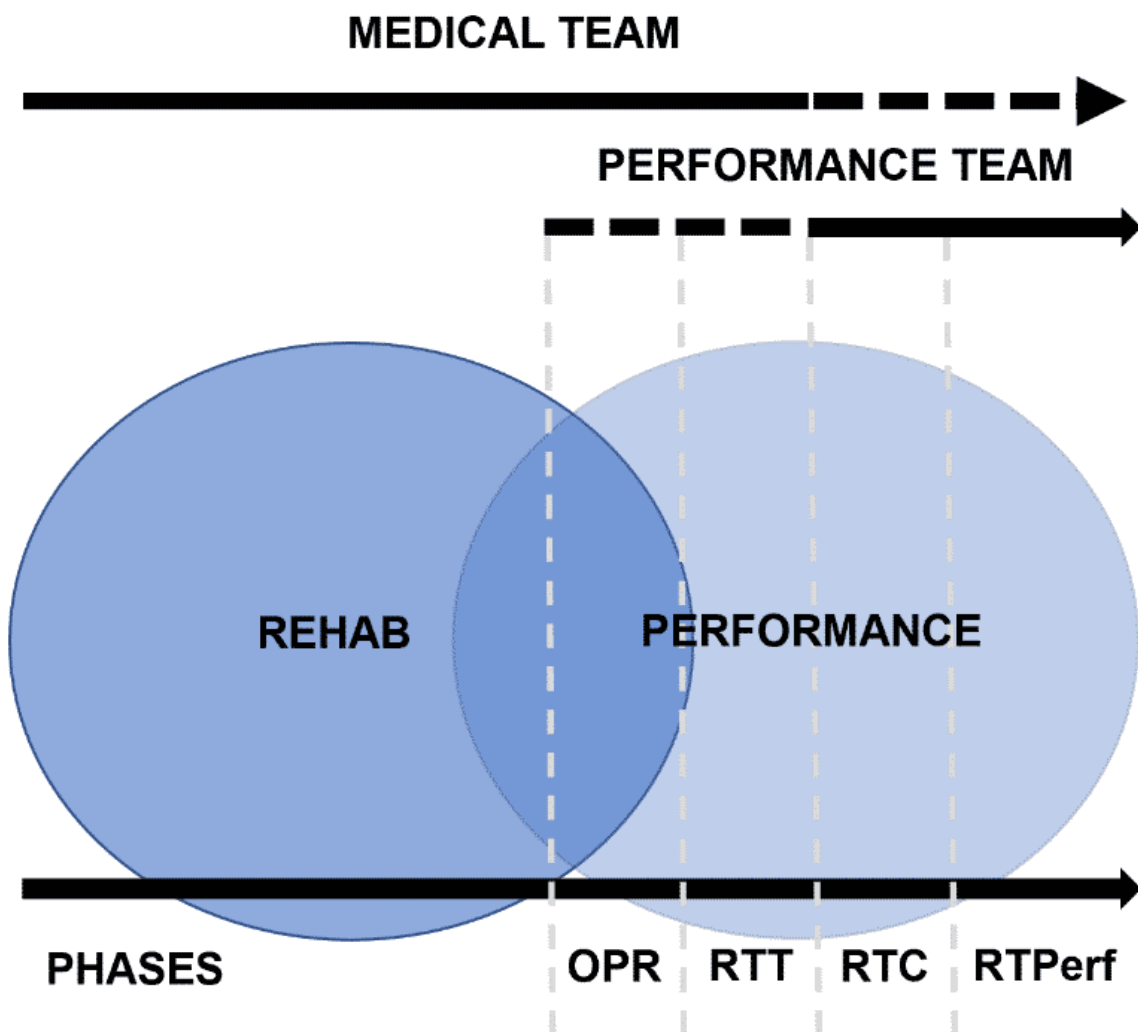 MEDICAL TEAM
PERFORMANCE TEAM
REHAB
PERFORMANCE
PHASES
OPR
RTT
RTC
RTPerf